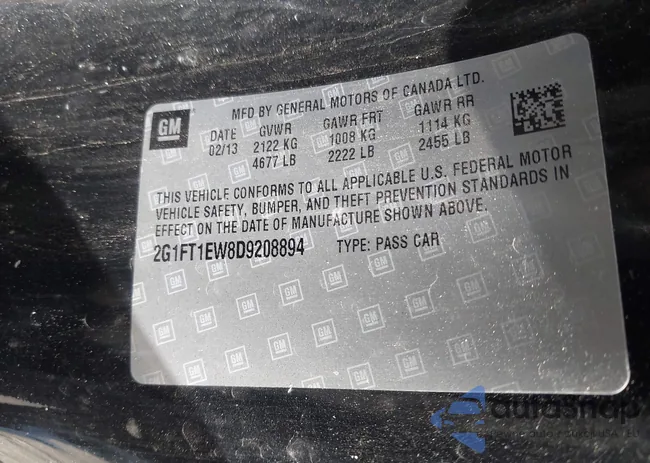 GM
MFD BY GENERAL MOTORS OF CANADA LTD.
DATE GVWR GAWR FRT GAWR RR
02/13 2122 KG 1008 KG 1114 KG
4677 LB 2222 LB 2455 LB
THIS VEHICLE CONFORMS TO ALL APPLICABLE U.S. FEDERAL MOTOR
VEHICLE SAFETY, BUMPER, AND THEFT PREVENTION STANDARDS IN
EFFECT ON THE DATE OF MANUFACTURE SHOWN ABOVE.
2G1FT1EW8D9208894 TYPE: PASS CAR
autosnap